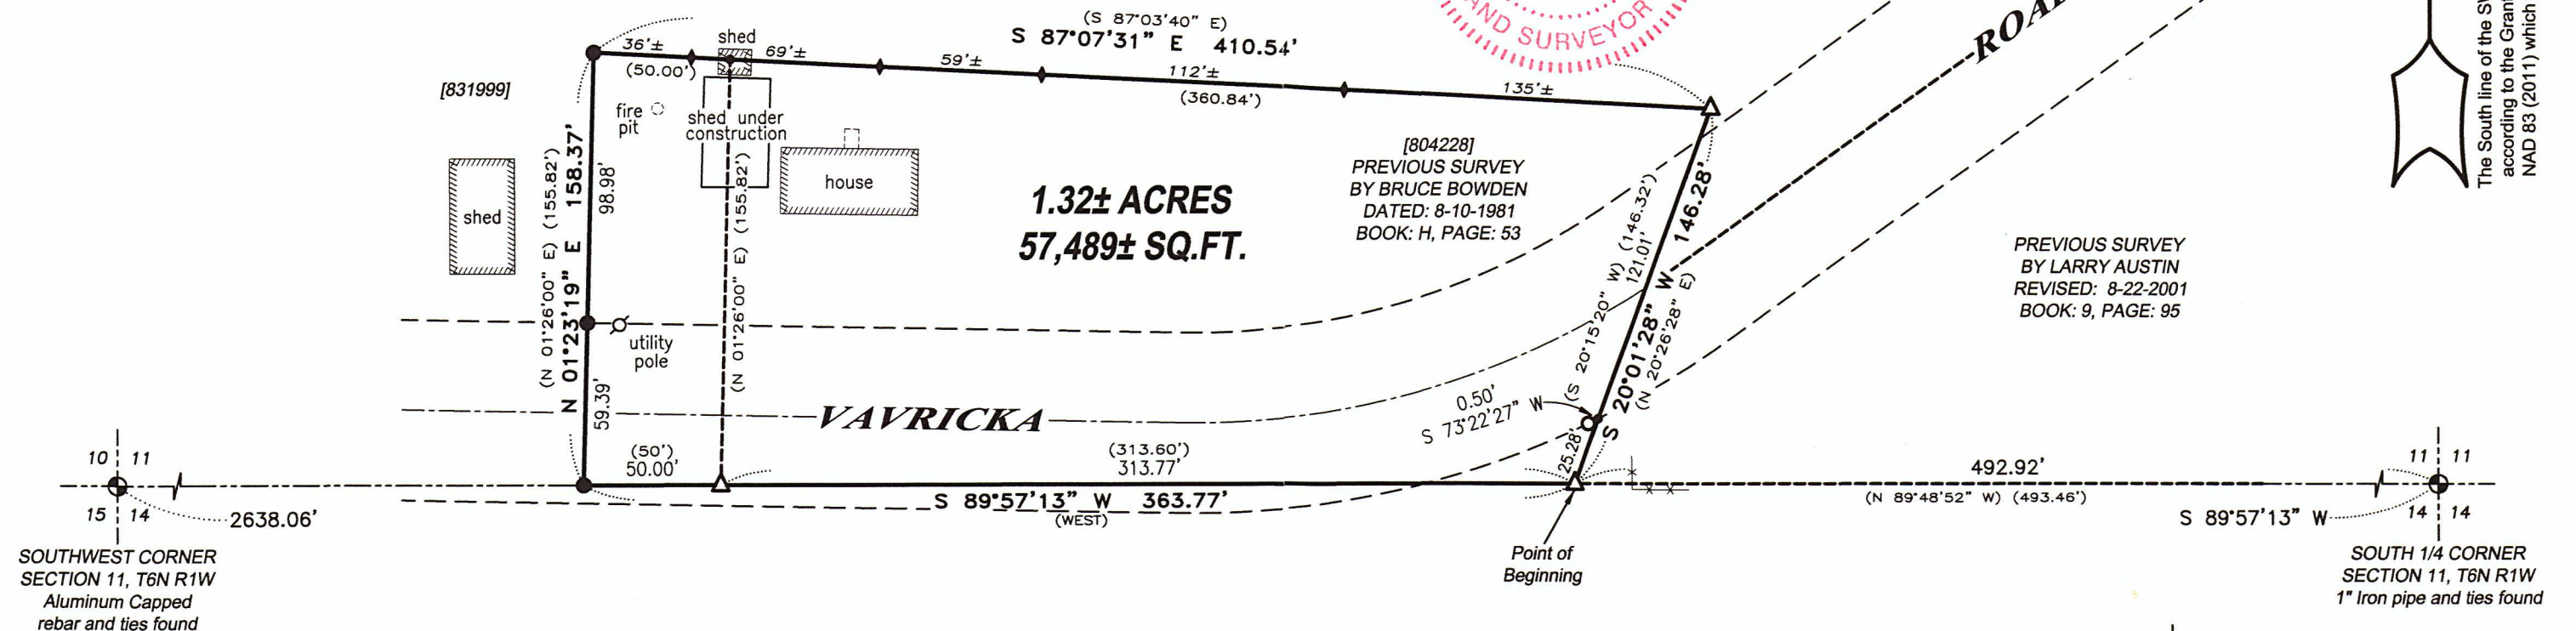 (S 87°03'40" E)
S 87°07'31" E 410.54'
AND SURVEYOR
shed
36'±
69'±
59'±
112'±
135'±
(50.00')
(360.84')
[831999]
fire
pit
shed under
construction
house
shed
N 01°23'19" E 158.37'
(N 01°26'00" E) (155.82')
98.98'
59.39'
(N 01°26'00" E) (155.82')
utility
pole
1.32± ACRES
57,489± SQ.FT.
[804228]
PREVIOUS SURVEY
BY BRUCE BOWDEN
DATED: 8-10-1981
BOOK: H, PAGE: 53
(S 20°15'20" W) (146.32')
121.01'
S 20°01'28" W 146.28'
(N 20°26'28" E)
PREVIOUS SURVEY
BY LARRY AUSTIN
REVISED: 8-22-2001
BOOK: 9, PAGE: 95
The South line of the SW
according to the Grant
NAD 83 (2011) which
VAVRICKA
ROAD
0.50'
S 73°22'27" W
25.28'
(50')
50.00'
(313.60')
313.77'
S 89°57'13" W 363.77'
(WEST)
492.92'
(N 89°48'52" W) (493.46')
S 89°57'13" W
10 11
15 14
2638.06'
11 11
14 14
SOUTHWEST CORNER
SECTION 11, T6N R1W
Aluminum Capped
rebar and ties found
Point of
Beginning
SOUTH 1/4 CORNER
SECTION 11, T6N R1W
1" Iron pipe and ties found